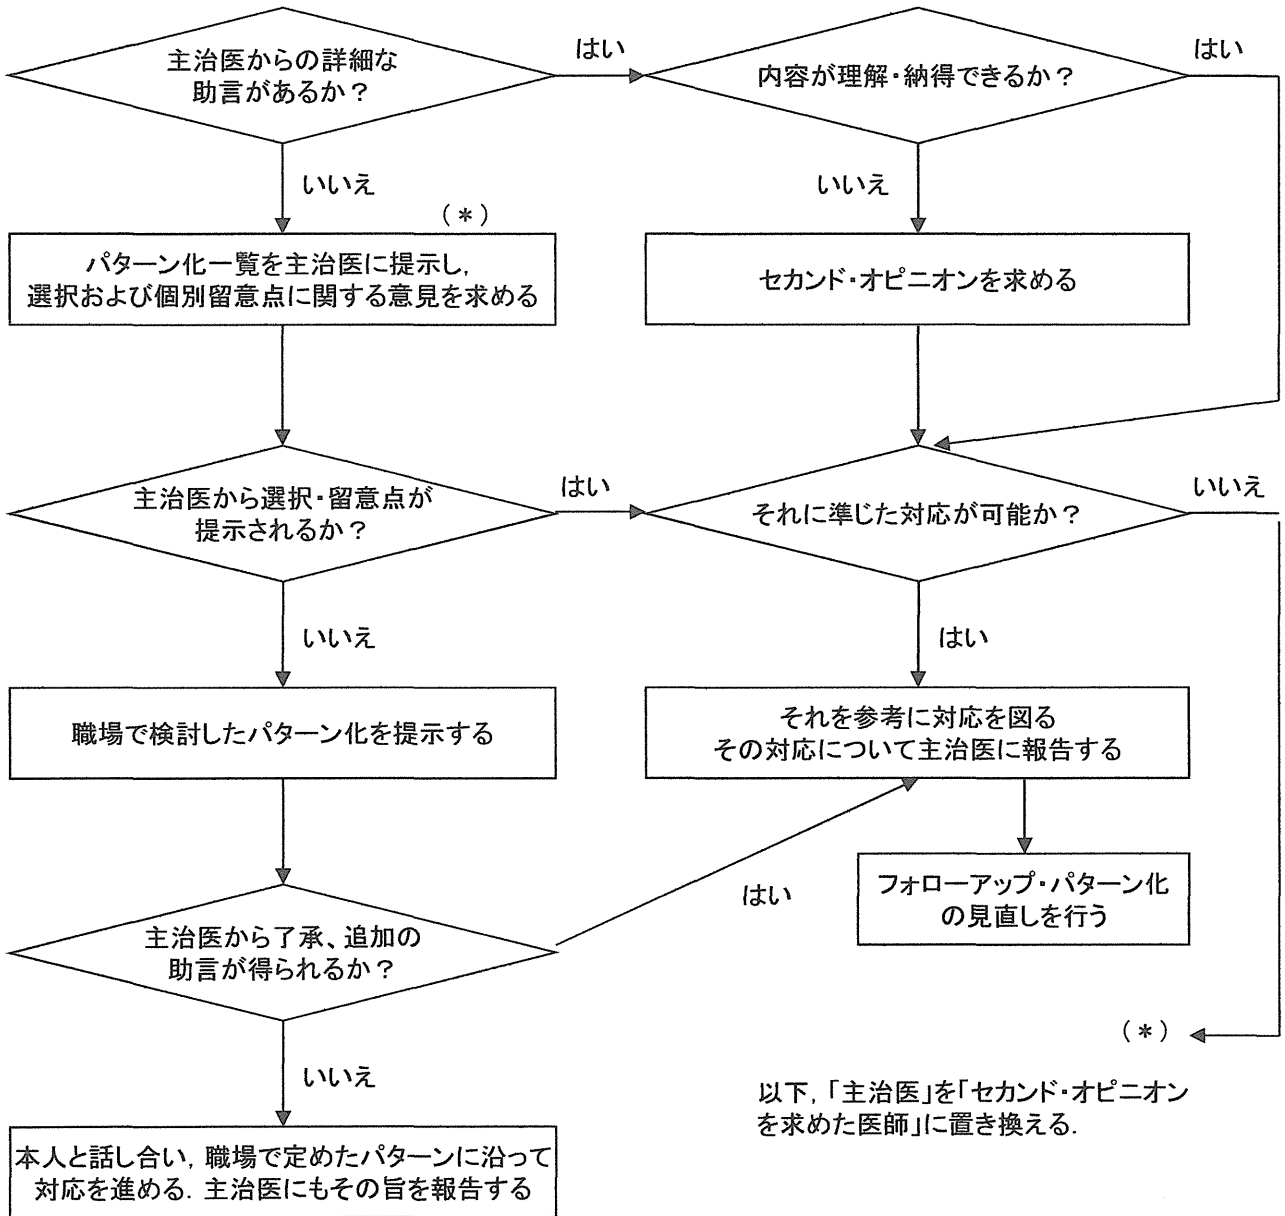 主治医からの詳細な
助言があるか？
はい
内容が理解・納得できるか？
はい
いいえ
いいえ
（＊）
パターン化一覧を主治医に提示し，
選択および個別留意点に関する意見を求める
セカンド・オピニオンを求める
主治医から選択・留意点が
提示されるか？
はい
それに準じた対応が可能か？
いいえ
いいえ
はい
職場で検討したパターン化を提示する
それを参考に対応を図る
その対応について主治医に報告する
はい
フォローアップ・パターン化
の見直しを行う
主治医から了承、追加の
助言が得られるか？
（＊）
いいえ
以下，「主治医」を「セカンド・オピニオン
を求めた医師」に置き換える．
本人と話し合い，職場で定めたパターンに沿って
対応を進める．主治医にもその旨を報告する